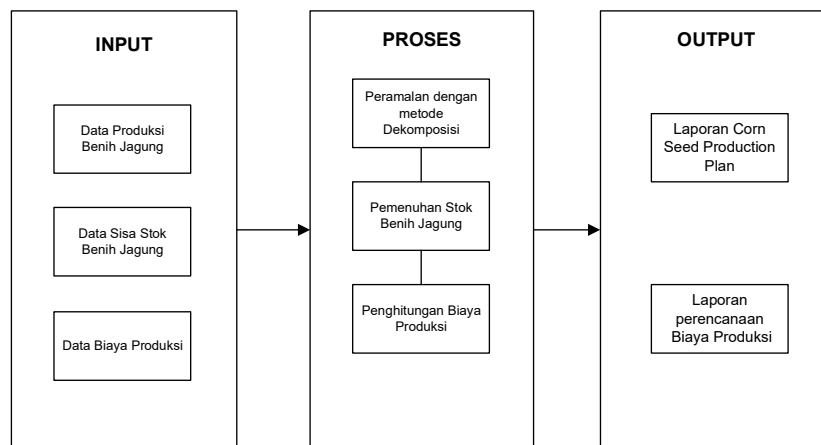 INPUT
Data Produksi
Benih Jagung
Data Sisa Stok
Benih Jagung
Data Biaya Produksi
PROSES
Peramalan dengan
metode
Dekomposisi
Pemenuhan Stok
Benih Jagung
Penghitungan Biaya
Produksi
OUTPUT
Laporan Corn
Seed Production
Plan
Laporan
perencanaan
Biaya Produksi